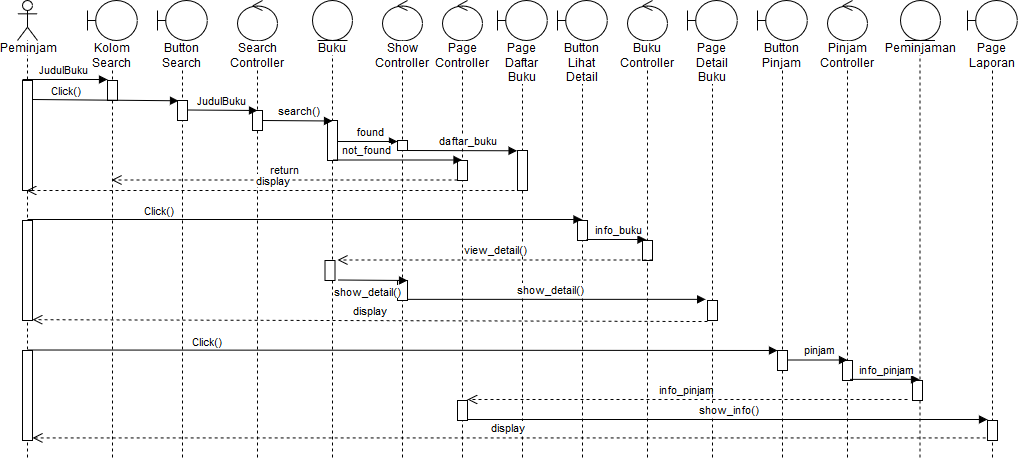 Peminjam
Kolom
Search
Button
Search
Search
Controller
Buku
Show
Controller
Page
Controller
Page
Daftar
Buku
Button
Lihat
Detail
Buku
Controller
Page
Detail
Buku
Button
Pinjam
Pinjam
Controller
Peminjaman
Page
Laporan
JudulBuku
Click()
JudulBuku
search()
found
daftar_buku
not_found
return
display
Click()
info_buku
view_detail()
show_detail()
show_detail()
display
Click()
pinjam
info_pinjam
info_pinjam
show_info()
display